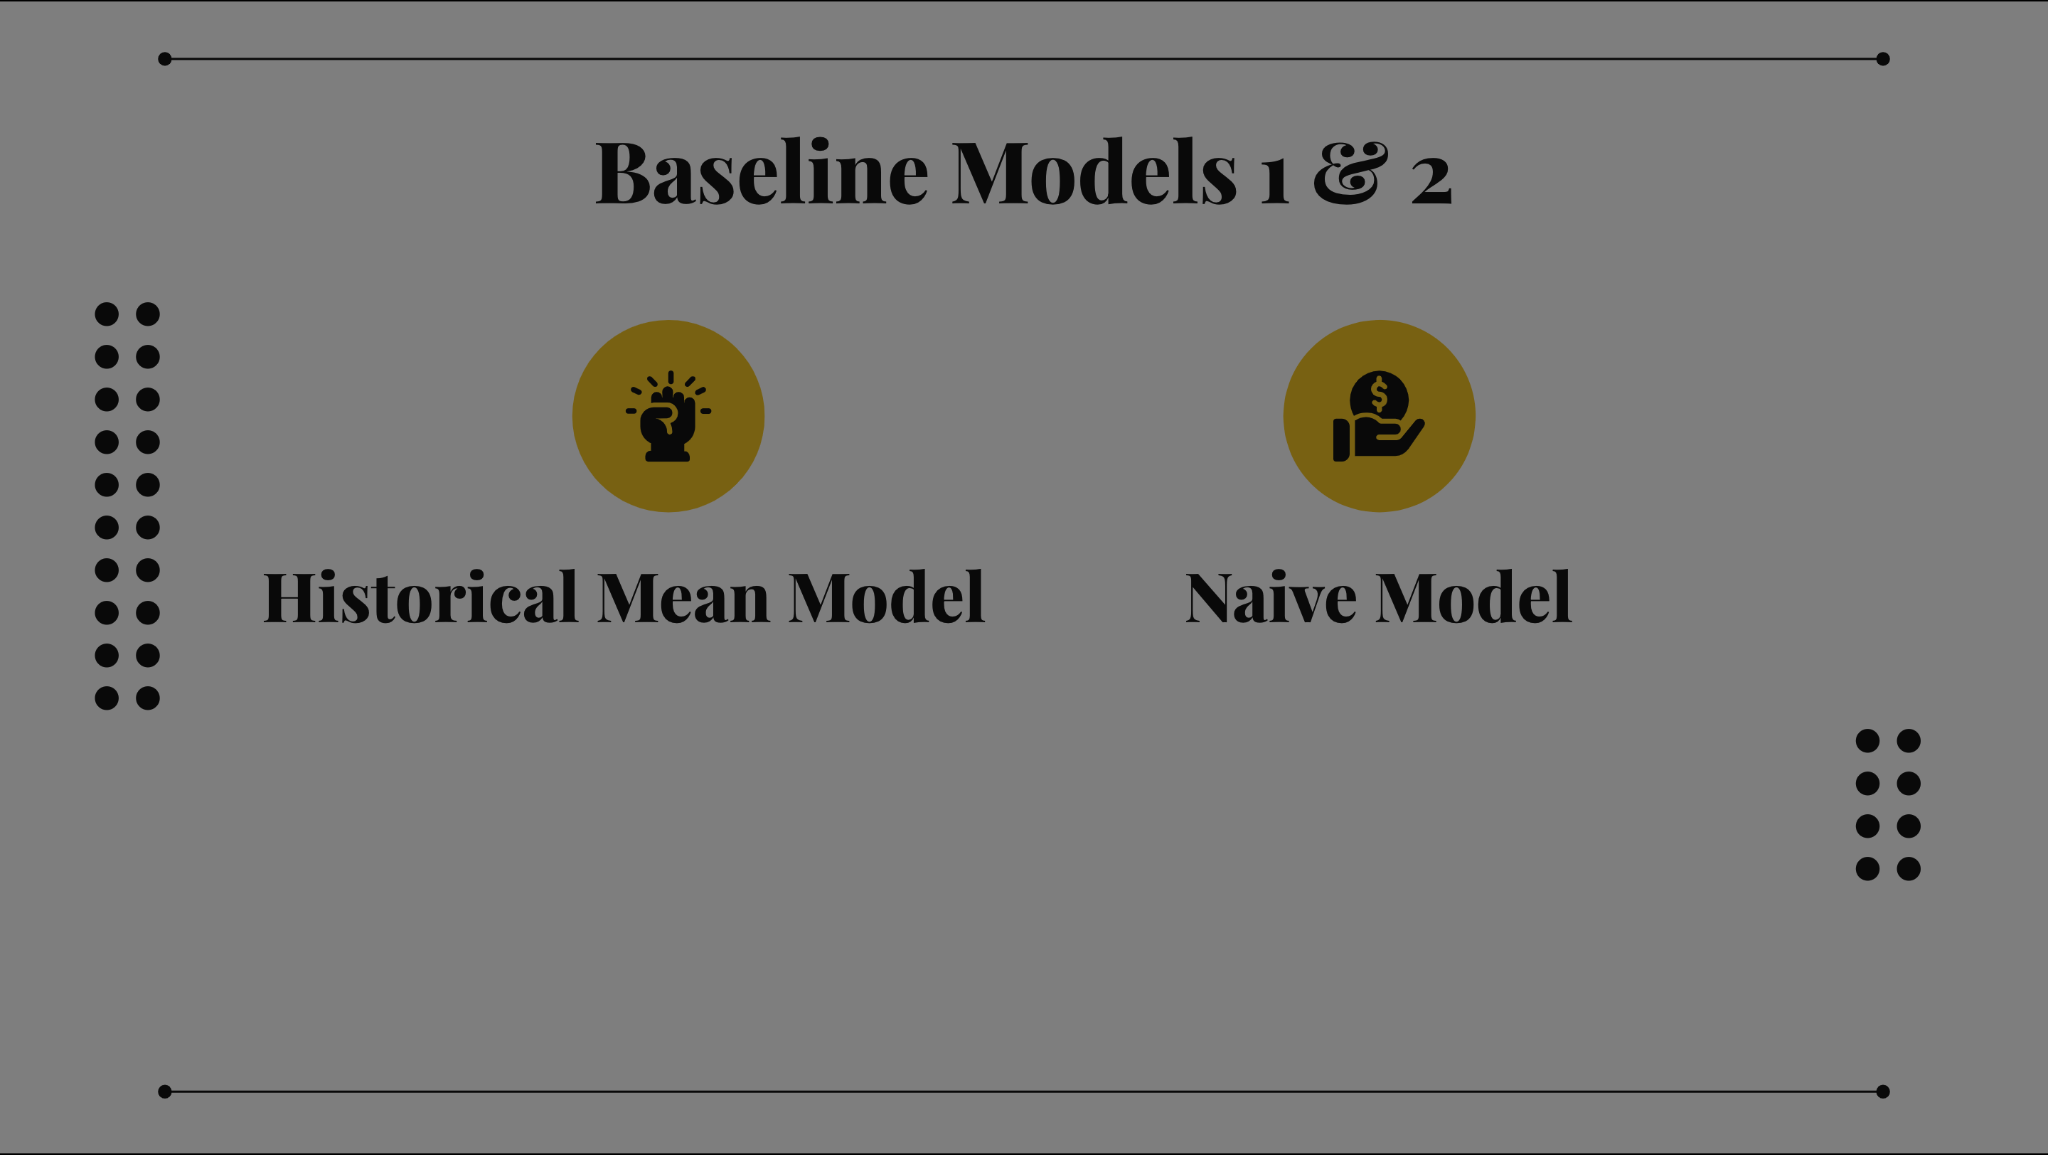 Baseline Models 1 & 2
$
Historical Mean Model
Naive Model